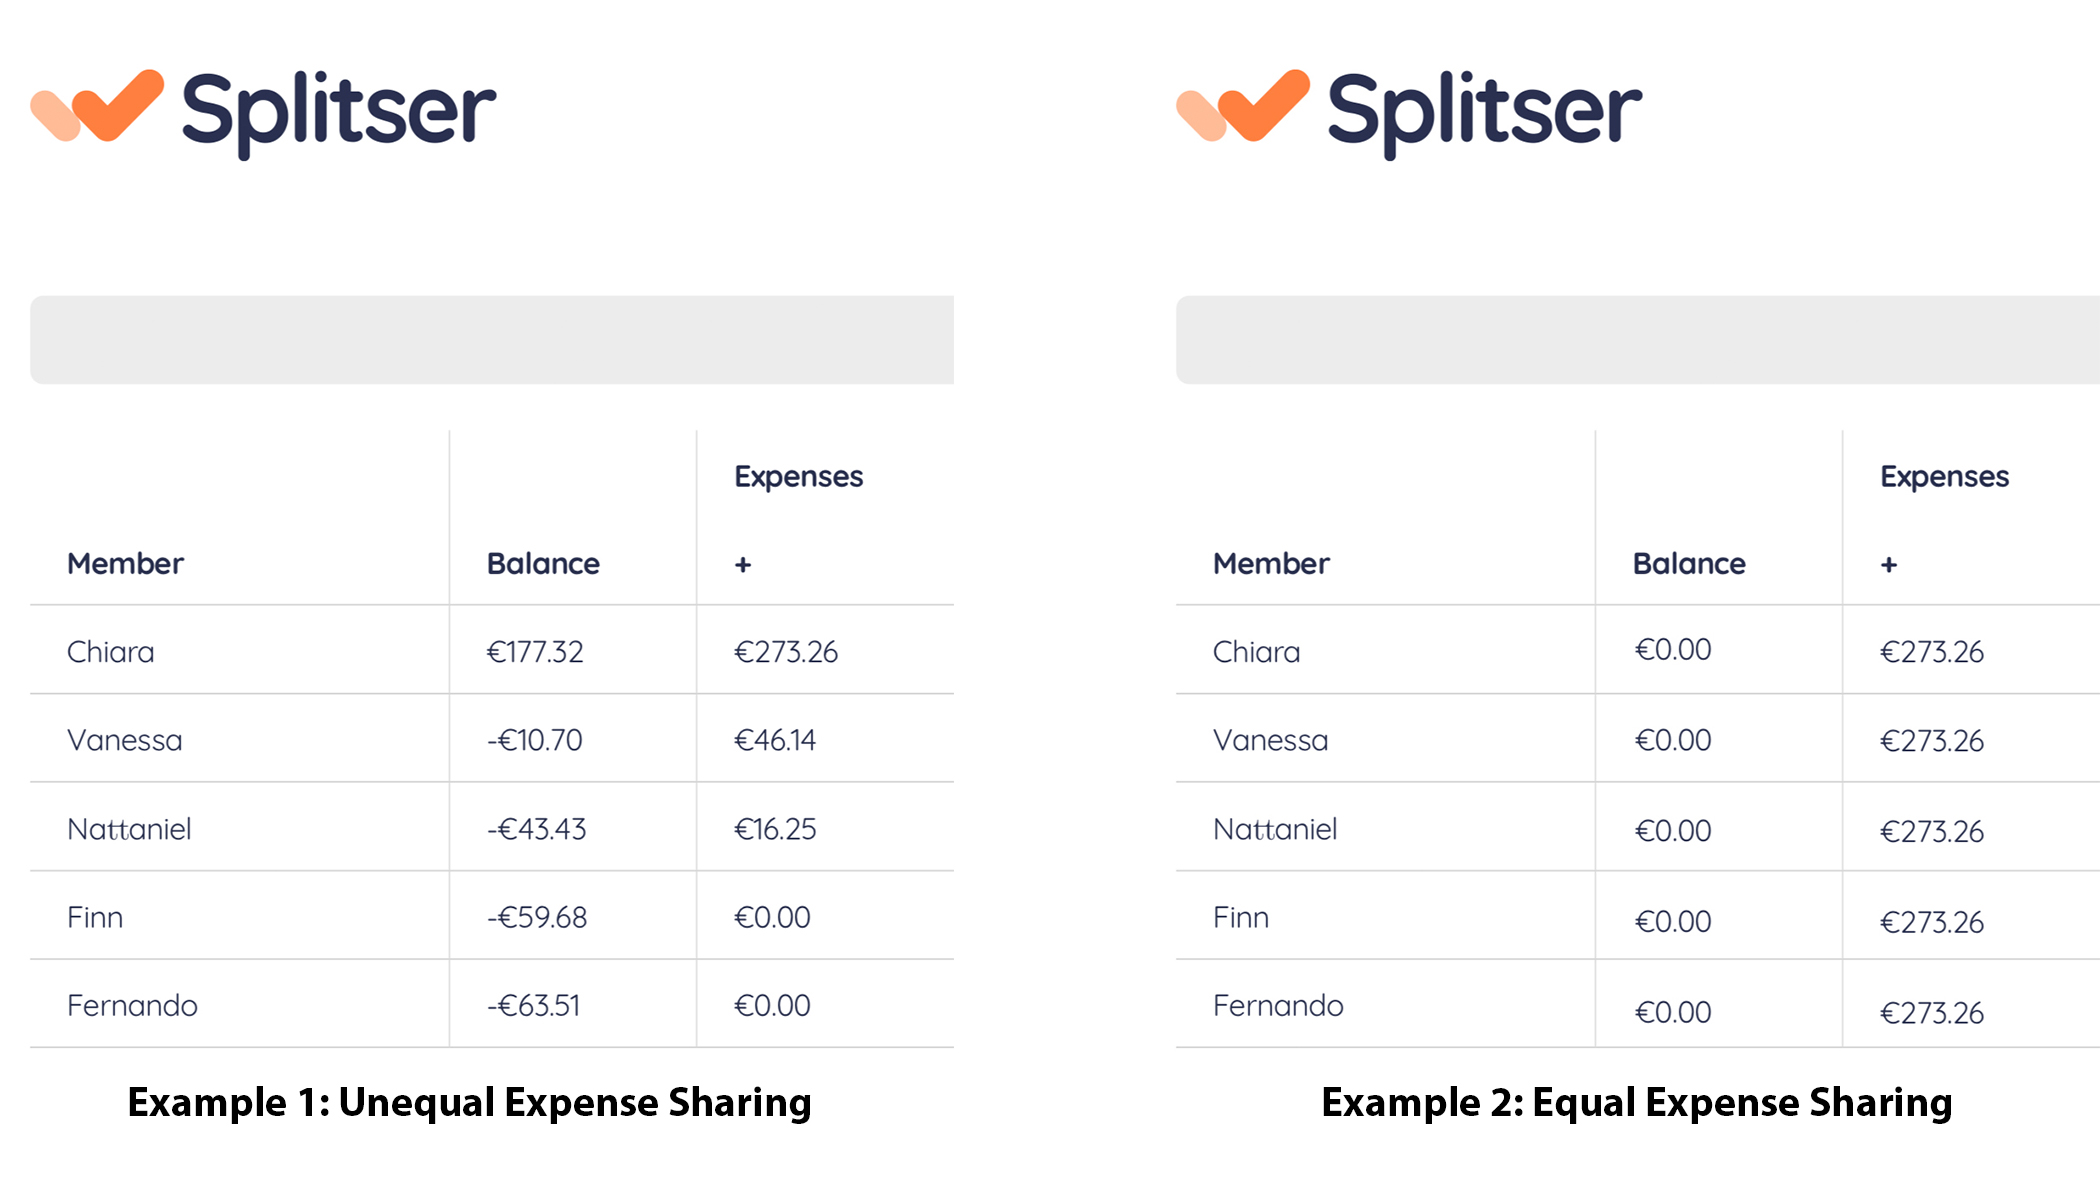 Splitser
Expenses
Member Balance +
Chiara €177.32 €273.26
Vanessa -€10.70 €46.14
Nattaniel -€43.43 €16.25
Finn -€59.68 €0.00
Fernando -€63.51 €0.00
Example 1: Unequal Expense Sharing
Splitser
Expenses
Member Balance +
Chiara €0.00 €273.26
Vanessa €0.00 €273.26
Nattaniel €0.00 €273.26
Finn €0.00 €273.26
Fernando €0.00 €273.26
Example 2: Equal Expense Sharing